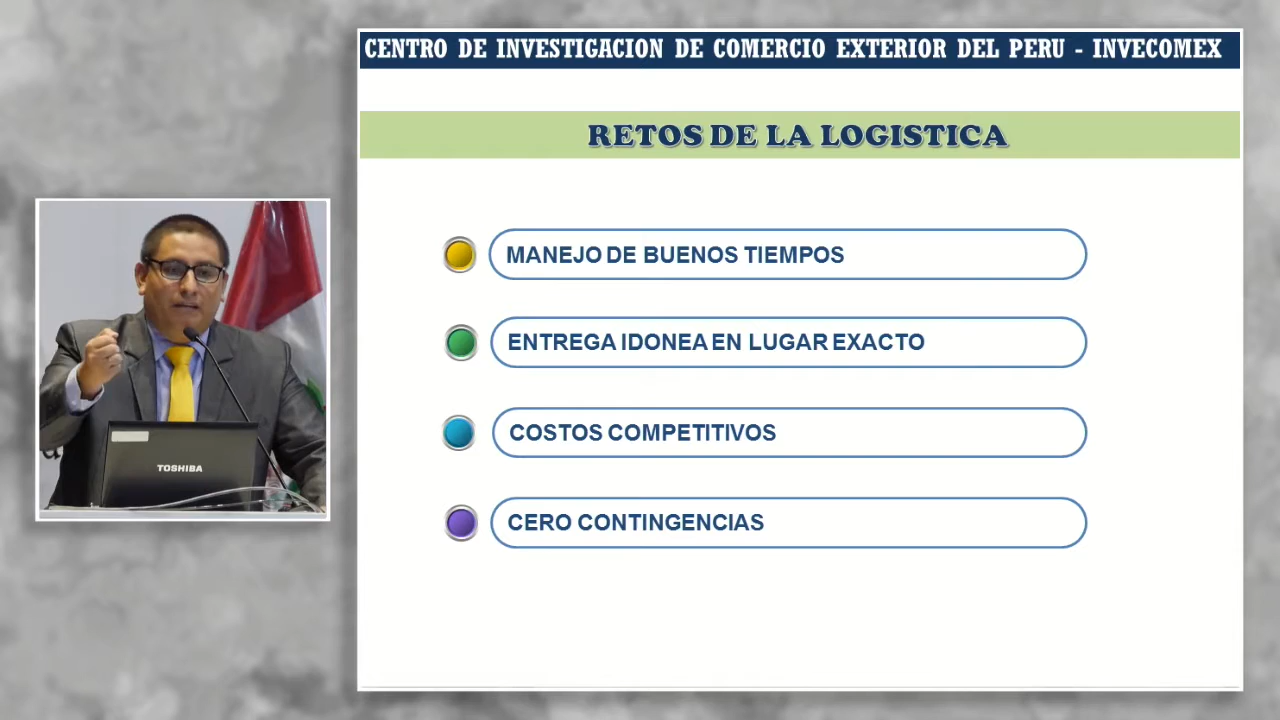 CENTRO DE INVESTIGACION DE COMERCIO EXTERIOR DEL PERU - INVECOMEX
RETOS DE LA LOGISTICA
MANEJO DE BUENOS TIEMPOS
ENTREGA IDONEA EN LUGAR EXACTO
COSTOS COMPETITIVOS
CERO CONTINGENCIAS
TOSHIBA